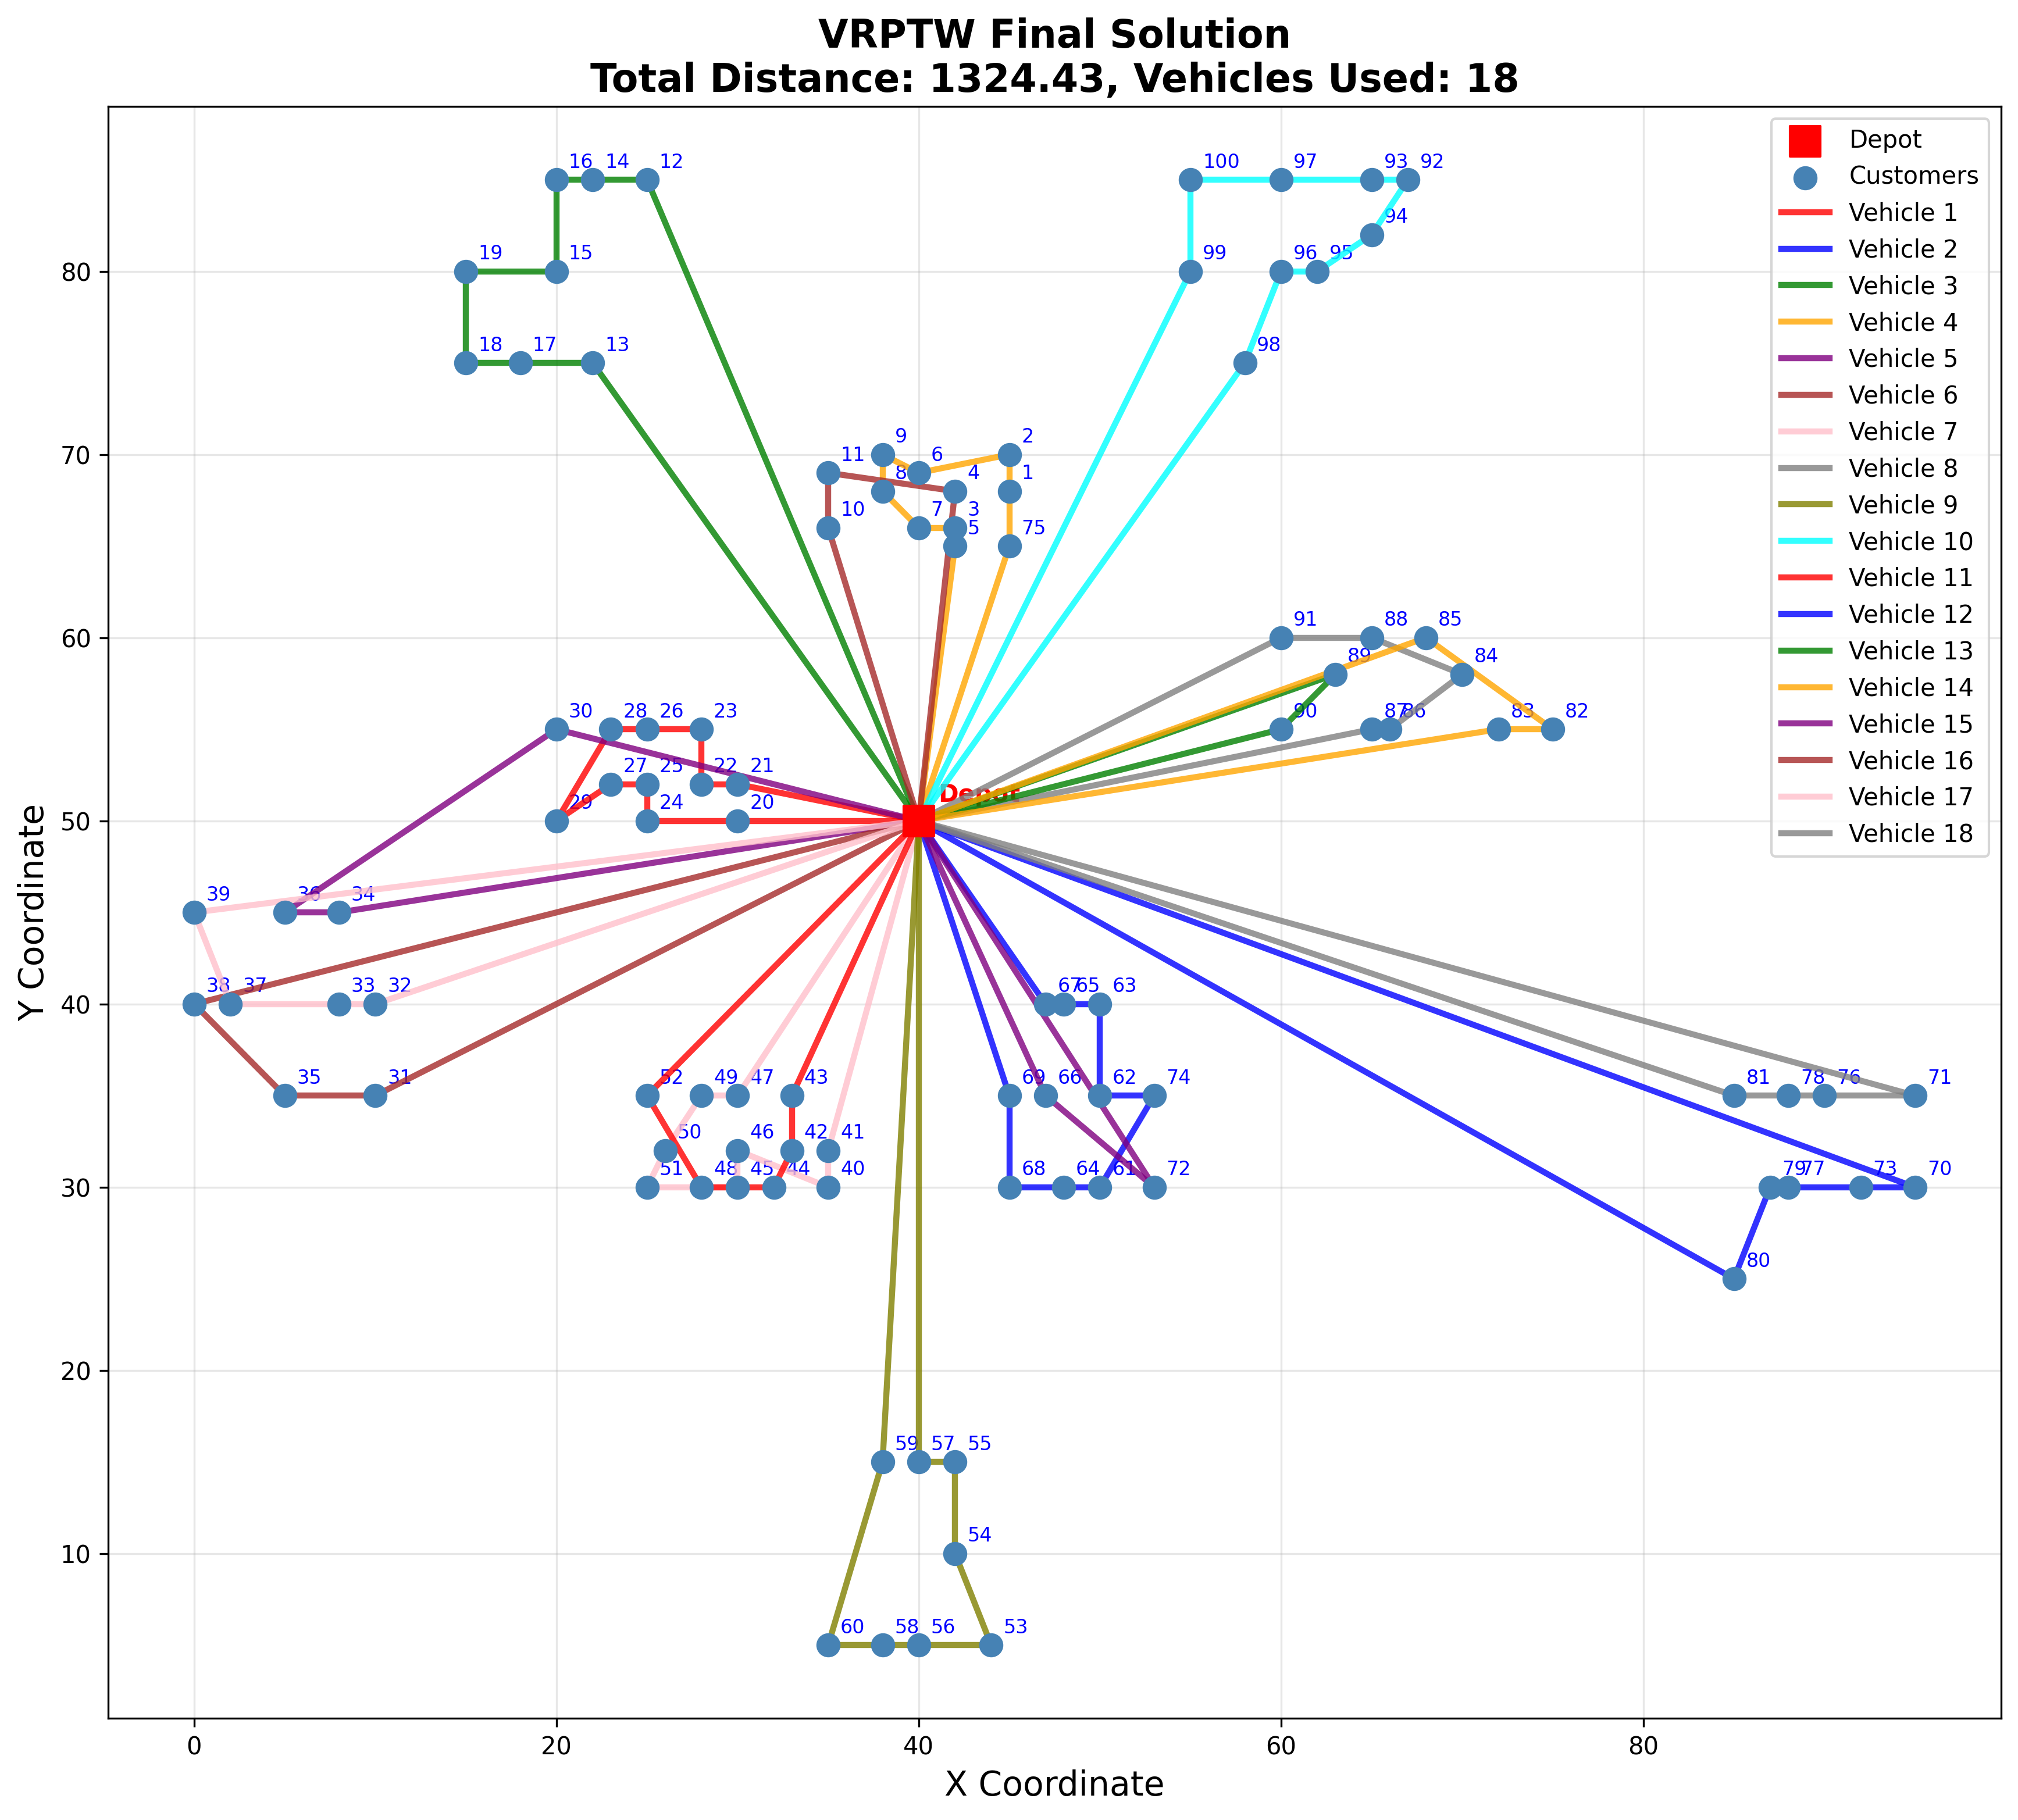 VRPTW Final Solution
Total Distance: 1324.43, Vehicles Used: 18
Depot
Customers
Vehicle 1
Vehicle 2
Vehicle 3
Vehicle 4
Vehicle 5
Vehicle 6
Vehicle 7
Vehicle 8
Vehicle 9
Vehicle 10
Vehicle 11
Vehicle 12
Vehicle 13
Vehicle 14
Vehicle 15
Vehicle 16
Vehicle 17
Vehicle 18
16 14 12 100 97 93 92
94
19 15 99 96 95
80
18 17 13 98
9 6 2
70
11 8 4 1
10 7 3
5 75
91 88 85
60
89 84
30 28 26 23 90 87 86 83 82
27 25 22 21
Depot
29 24 20
50
39 36 34
38 37 33 32 67 65 63
40
35 31 52 49 47 43 69 66 62 74 81 78 76 71
50 46 42 41
51 48 45 44 40 68 64 61 72 79 77 73 70
30
80
20
59 57 55
54
10
60 58 56 53
0 20 40 60 80
X Coordinate
Y Coordinate